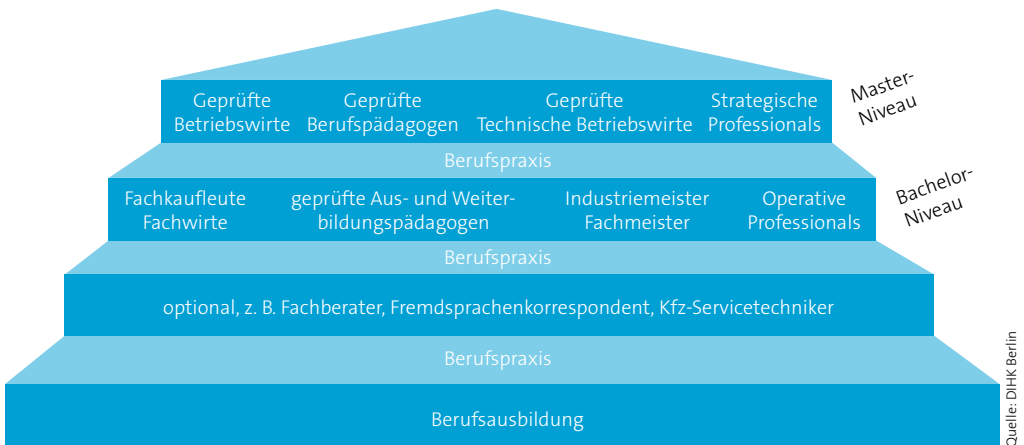 Geprüfte
Betriebswirte
Geprüfte
Berufspädagogen
Geprüfte
Technische Betriebswirte
Strategische
Professionals
Master-
Niveau
Berufspraxis
Fachkaufleute
Fachwirte
geprüfte Aus- und Weiter-
bildungspädagogen
Industriemeister
Fachmeister
Operative
Professionals
Bachelor-
Niveau
Berufspraxis
optional, z. B. Fachberater, Fremdsprachenkorrespondent, Kfz-Servicetechniker
Berufspraxis
Berufsausbildung
Quelle: DIHK Berlin